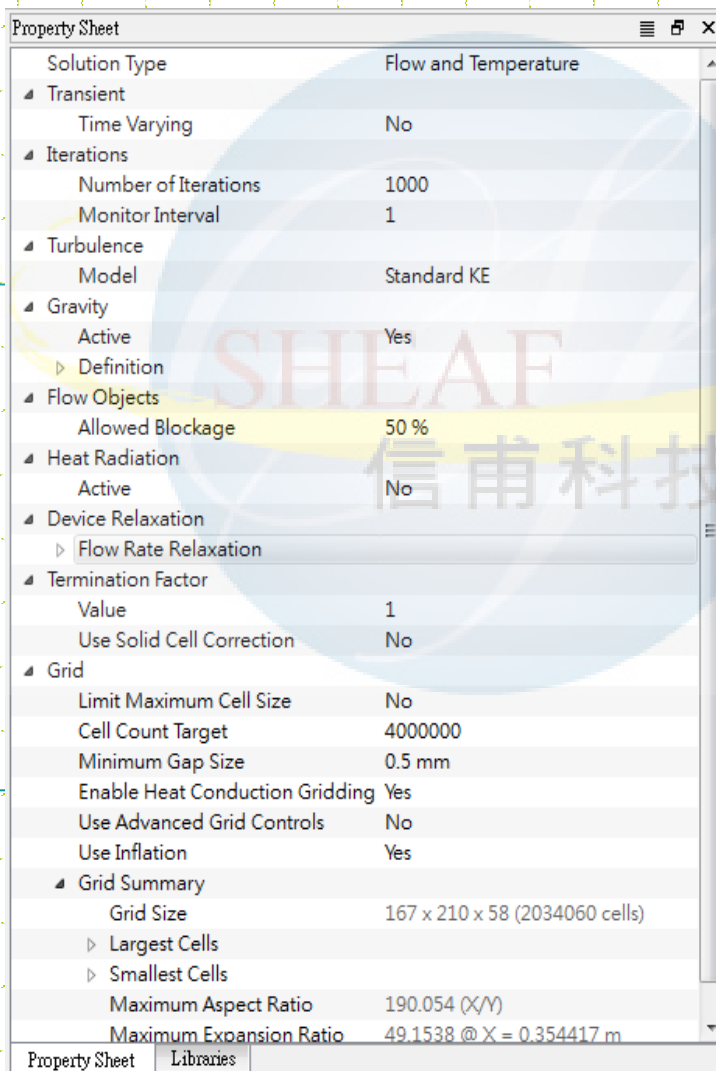 Property Sheet
Solution Type Flow and Temperature
Transient
Time Varying No
Iterations
Number of Iterations 1000
Monitor Interval 1
Turbulence
Model Standard KE
Gravity
Active Yes
Definition
Flow Objects
Allowed Blockage 50 %
Heat Radiation
Active No
Device Relaxation
Flow Rate Relaxation
Termination Factor
Value 1
Use Solid Cell Correction No
Grid
Limit Maximum Cell Size No
Cell Count Target 4000000
Minimum Gap Size 0.5 mm
Enable Heat Conduction Gridding Yes
Use Advanced Grid Controls No
Use Inflation Yes
Grid Summary
Grid Size 167 x 210 x 58 (2034060 cells)
Largest Cells
Smallest Cells
Maximum Aspect Ratio 190.054 (X/Y)
Maximum Expansion Ratio 49.1538 @ X = 0.354417 m
Property Sheet Libraries
SHEAF
信甫科技